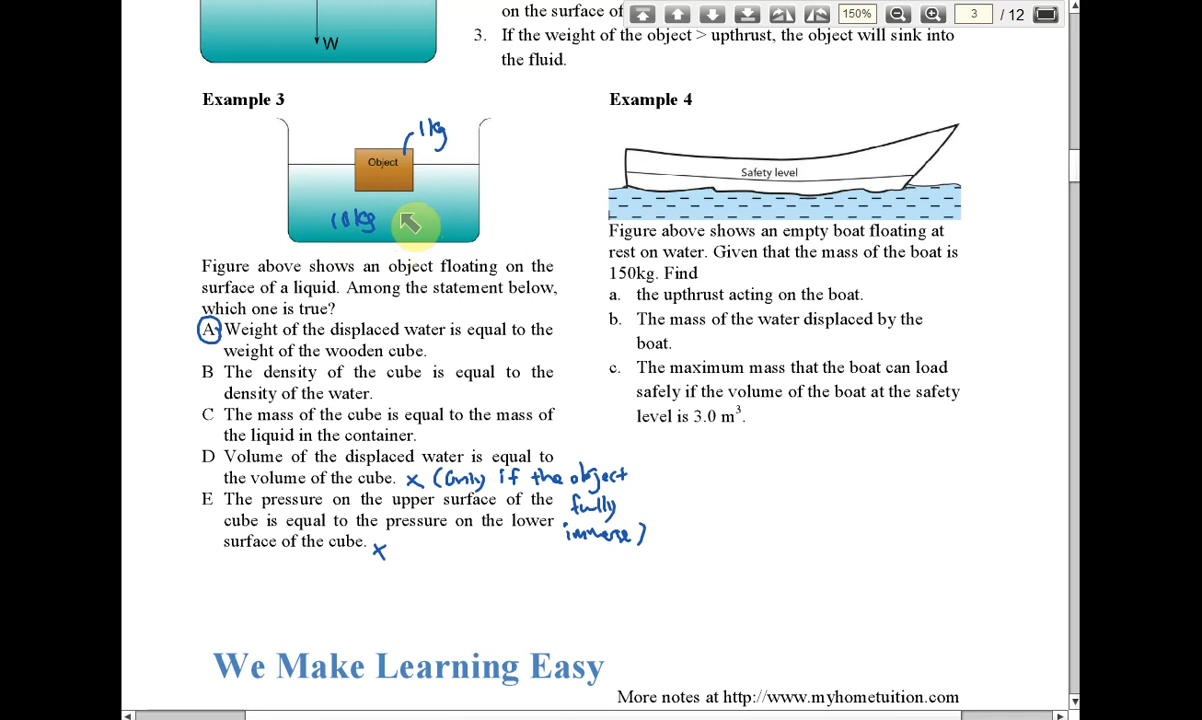 W
on the surface of
150%
3
/ 12
3. If the weight of the object > upthrust, the object will sink into
the fluid.
Example 3
1kg
Object
10kg
Figure above shows an object floating on the
surface of a liquid. Among the statement below,
which one is true?
A Weight of the displaced water is equal to the
weight of the wooden cube.
B The density of the cube is equal to the
density of the water.
C The mass of the cube is equal to the mass of
the liquid in the container.
D Volume of the displaced water is equal to
the volume of the cube. x (Only if the object
fully
immerse)
E The pressure on the upper surface of the
cube is equal to the pressure on the lower
surface of the cube. x
Example 4
Safety level
Figure above shows an empty boat floating at
rest on water. Given that the mass of the boat is
150kg. Find
a. the upthrust acting on the boat.
b. The mass of the water displaced by the
boat.
c. The maximum mass that the boat can load
safely if the volume of the boat at the safety
level is 3.0 m³.
We Make Learning Easy
More notes at http://www.myhometuition.com